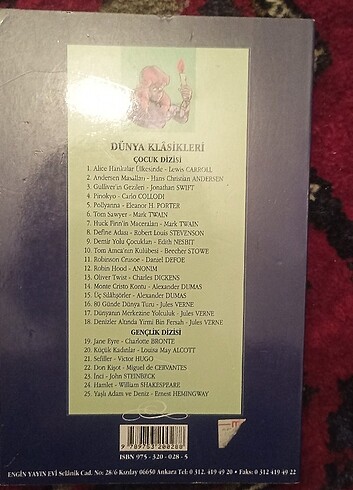 DÜNYA KLÂSİKLERİ
ÇOCUK DİZİSİ
1. Alice Harikalar Ülkesinde - Lewis CARROLL
2. Andersen Masalları - Hans Christian ANDERSEN
3. Gulliver'in Gezileri - Jonathan SWIFT
4. Pinokyo - Carlo COLLODI
5. Pollyanna - Eleanor H. PORTER
6. Tom Sawyer - Mark TWAIN
7. Huck Finn'in Maceraları - Mark TWAIN
8. Define Adası - Robert Louis STEVENSON
9. Demir Yolu Çocukları - Edith NESBIT
10. Tom Amca'nın Kulübesi - Beecher STOWE
11. Robinson Crusoe - Daniel DEFOE
12. Robin Hood - ANONIM
13. Oliver Twist - Charles DICKENS
14. Monte Cristo Kontu - Alexander DUMAS
15. Üç Silâhşörler - Alexander DUMAS
16. 80 Günde Dünya Turu - Jules VERNE
17. Dünyanın Merkezine Yolculuk - Jules VERNE
18. Denizler Altında Yirmi Bin Fersah - Jules VERNE
GENÇLİK DİZİSİ
19. Jane Eyre - Charlotte BRONTE
20. Küçük Kadınlar - Louisa May ALCOTT
21. Sefiller - Victor HUGO
22. Don Kişot - Miguel de CERVANTES
23. İnci - John STEINBECK
24. Hamlet - William SHAKESPEARE
25. Yaşlı Adam ve Deniz - Ernest HEMINGWAY
9 789753 200288
ISBN 975 - 320 - 028 - 5
ENGİN YAYIN EVİ Selânik Cad. No: 28/6 Kızılay 06650 Ankara Tel: 0 312. 419 49 20 • Faks: 0 312 419 49 22